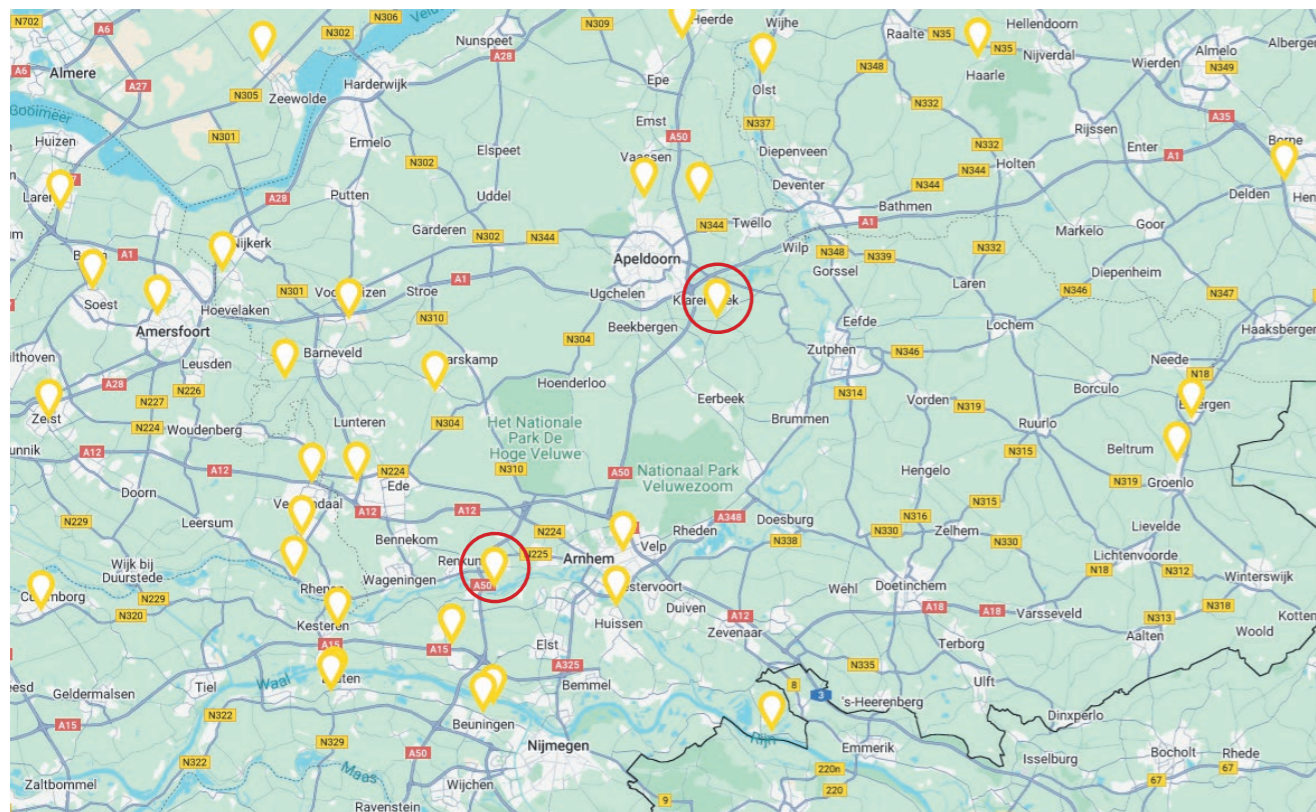 N702
A6
N306
N309
Heerde
Wijhe
Hellendoorn
Raalte
N35
N302
Nunspeet
N35
Nijverdal
Almelo
Alberge
A28
Almere
A6
A27
Harderwijk
Epe
N348
Haarle
Wierden
N349
N305
Zeewolde
Olst
N332
Gooimeer
N301
Emst
N337
A35
Huizen
Ermelo
A50
N332
Rijssen
Borne
N302
Elspeet
Vaassen
Diepenveen
Holten
Enter
A1
N344
Laren
Putten
Uddel
Deventer
N344
Delden
A28
Bathmen
N344
Twello
A1
Goor
Garderen
N302
N344
Wilp
Markelo
Nijkerk
N348
N332
A1
Apeldoorn
N339
Gorssel
Diepenheim
A1
Laren
N301
Stroe
Ugchelen
N346
N347
Soest
Hoevelaken
N310
Beekbergen
Eefde
Lochem
Haaksbergen
Amersfoort
N304
Zutphen
N346
Neede
Barneveld
Leusden
N18
A28
N226
Hoenderloo
Borculo
N227
Eerbeek
N314
Vorden
N319
Zeist
N224
Woudenberg
Lunteren
N304
Het Nationale
Park De
Hoge Veluwe
Brummen
Ruurlo
Beltrum
A12
A12
N224
N310
A50
Nationaal Park
Veluwezoom
Hengelo
N315
N319
Groenlo
Doorn
Ede
N315
N229
Leersum
A12
A12
N224
A348
Doesburg
N316
Lievelde
Bennekom
Rheden
N330
Zelhem
N225
Arnhem
Velp
N338
N330
Lichtenvoorde
Wijk bij
Duurstede
Wageningen
A50
Wehl
Doetinchem
N18
N312
Winterswijk
N229
Duiven
A18
A18
N318
N320
Kesteren
Huissen
A12
Varsseveld
N313
Kotten
A15
A15
Elst
Zevenaar
Terborg
Aalten
Woold
A325
N335
Waal
Tiel
Bemmel
8
Ulft
Geldermalsen
3
's-Heerenberg
Dinxperlo
A15
N322
Beuningen
Rijn
N329
Nijmegen
Emmerik
Isselburg
Bocholt
Rhede
N322
A50
Maas
Wijchen
220n
67
67
Zaltbommel
220
Ravenstein
9